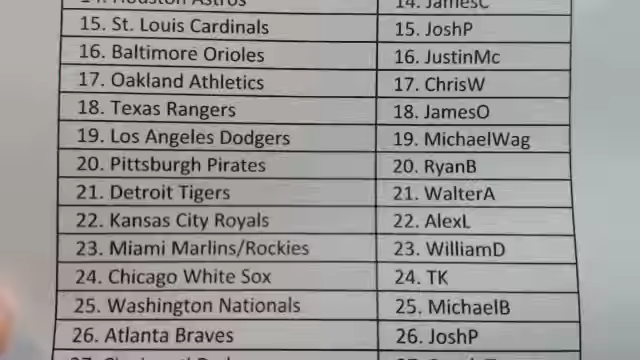 14. Houston Astros 14. JamesC
15. St. Louis Cardinals 15. JoshP
16. Baltimore Orioles 16. JustinMc
17. Oakland Athletics 17. ChrisW
18. Texas Rangers 18. JamesO
19. Los Angeles Dodgers 19. MichaelWag
20. Pittsburgh Pirates 20. RyanB
21. Detroit Tigers 21. WalterA
22. Kansas City Royals 22. AlexL
23. Miami Marlins/Rockies 23. WilliamD
24. Chicago White Sox 24. TK
25. Washington Nationals 25. MichaelB
26. Atlanta Braves 26. JoshP
27. Cincinnati 27.